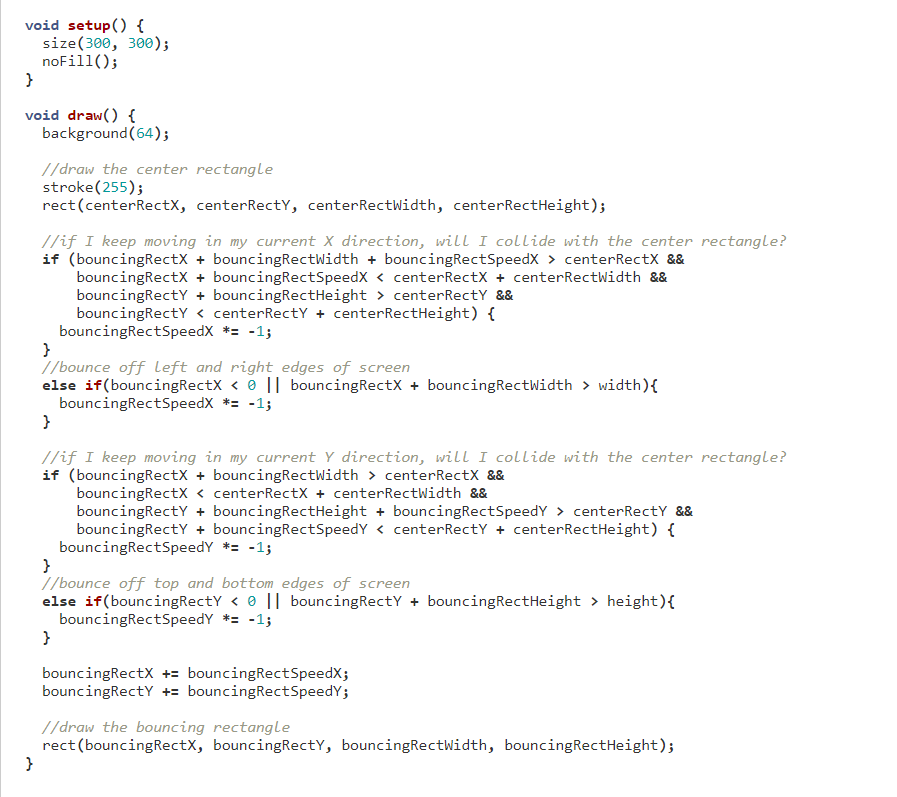 void setup() {
  size(300, 300);
  noFill();
}

void draw() {
  background(64);

  //draw the center rectangle
  stroke(255);
  rect(centerRectX, centerRectY, centerRectWidth, centerRectHeight);

  //if I keep moving in my current X direction, will I collide with the center rectangle?
  if (bouncingRectX + bouncingRectWidth + bouncingRectSpeedX > centerRectX &&
      bouncingRectX + bouncingRectSpeedX < centerRectX + centerRectWidth &&
      bouncingRectY + bouncingRectHeight > centerRectY &&
      bouncingRectY < centerRectY + centerRectHeight) {
    bouncingRectSpeedX *= -1;
  }
  //bounce off left and right edges of screen
  else if(bouncingRectX < 0 || bouncingRectX + bouncingRectWidth > width){
    bouncingRectSpeedX *= -1;
  }

  //if I keep moving in my current Y direction, will I collide with the center rectangle?
  if (bouncingRectX + bouncingRectWidth > centerRectX &&
      bouncingRectX < centerRectX + centerRectWidth &&
      bouncingRectY + bouncingRectHeight + bouncingRectSpeedY > centerRectY &&
      bouncingRectY + bouncingRectSpeedY < centerRectY + centerRectHeight) {
    bouncingRectSpeedY *= -1;
  }
  //bounce off top and bottom edges of screen
  else if(bouncingRectY < 0 || bouncingRectY + bouncingRectHeight > height){
    bouncingRectSpeedY *= -1;
  }

  bouncingRectX += bouncingRectSpeedX;
  bouncingRectY += bouncingRectSpeedY;

  //draw the bouncing rectangle
  rect(bouncingRectX, bouncingRectY, bouncingRectWidth, bouncingRectHeight);
}